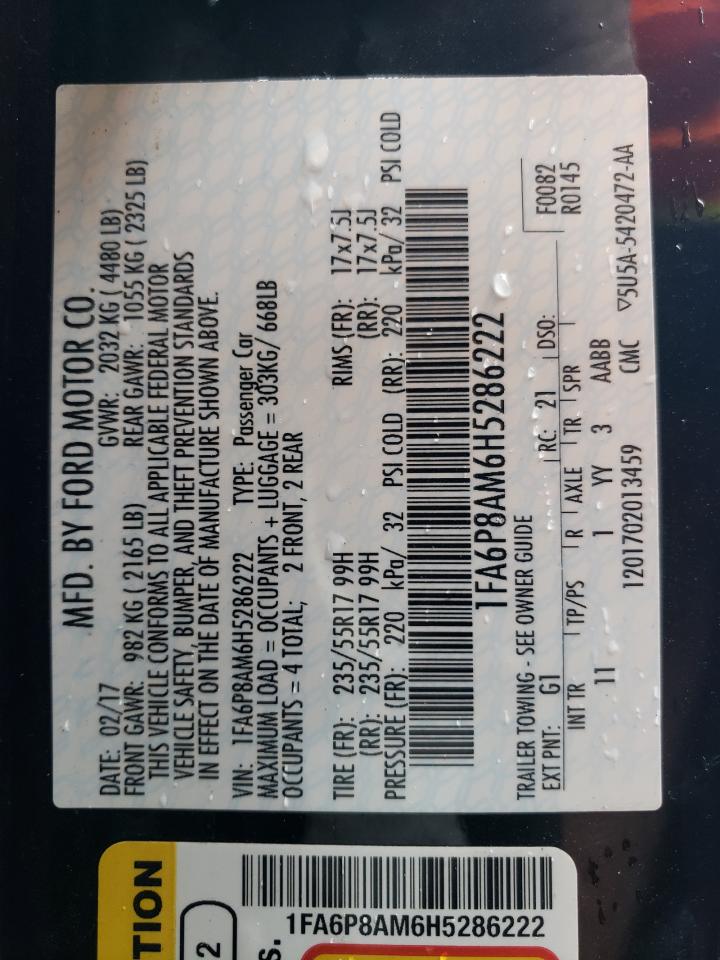 MFD. BY FORD MOTOR CO.
DATE: 02/17 GVWR: 2032 KG ( 4480 LB)
FRONT GAWR: 982 KG ( 2165 LB) REAR GAWR: 1055 KG ( 2325 LB)
THIS VEHICLE CONFORMS TO ALL APPLICABLE FEDERAL MOTOR
VEHICLE SAFETY, BUMPER, AND THEFT PREVENTION STANDARDS
IN EFFECT ON THE DATE OF MANUFACTURE SHOWN ABOVE.
VIN: 1FA6P8AM6H5286222 TYPE: Passenger Car
MAXIMUM LOAD = OCCUPANTS + LUGGAGE = 303KG/ 668LB
OCCUPANTS = 4 TOTAL; 2 FRONT, 2 REAR
TIRE (FR): 235/55R17 99H RIMS (FR): 17x7.5J
(RR): 235/55R17 99H (RR): 17x7.5J
PRESSURE (FR): 220 kPa/ 32 PSI COLD (RR): 220 kPa/ 32 PSI COLD
1FA6P8AM6H5286222
TRAILER TOWING - SEE OWNER GUIDE F0082
EXT PNT: G1 RC: 21 DSO: R0145
INT TR TP/PS R AXLE TR SPR
11 1 YY 3 AABB
1201702013459 CMC ▽5U5A-5420472-AA
TION
2
1FA6P8AM6H5286222
S.